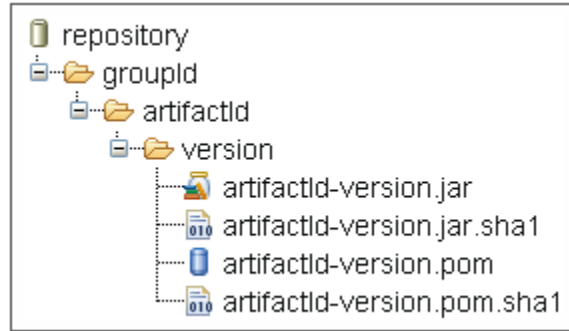 repository
groupId
artifactId
version
artifactId-version.jar
artifactId-version.jar.sha1
artifactId-version.pom
artifactId-version.pom.sha1